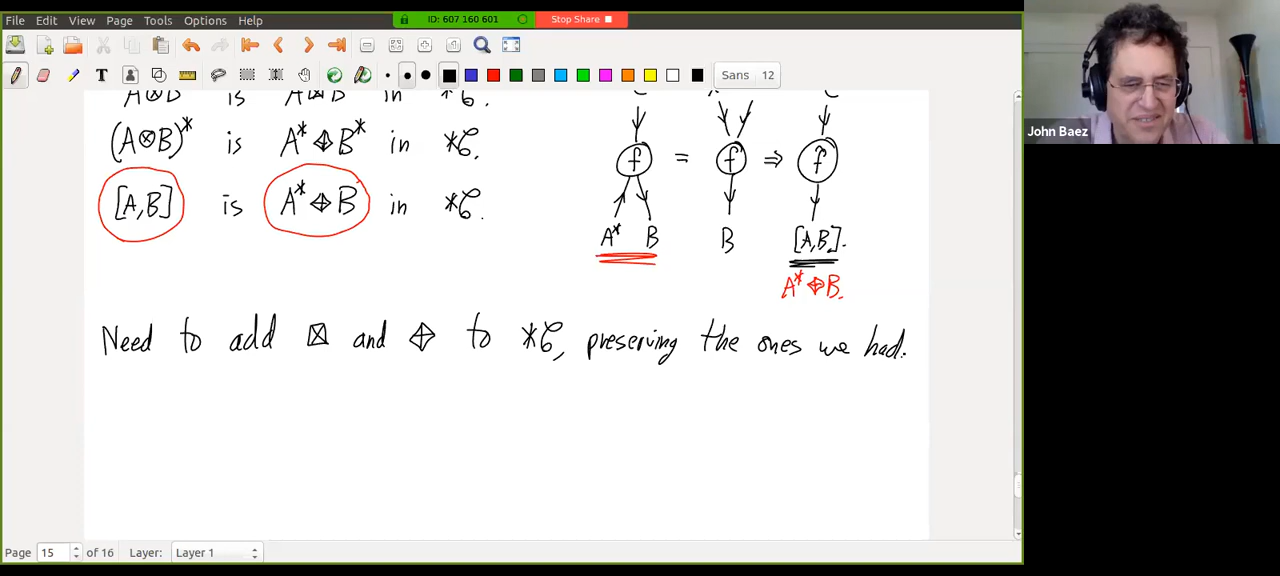 File Edit View Page Tools Options Help
ID: 607 160 601 Stop Share
Sans 12
John Baez
A⊗B is A⊠B in *𝒞.
(A⊗B)* is A* ⟐ B* in *𝒞.
[A,B] is A* ⟐ B in *𝒞.
f = f ⇒ f̂
A* B B [A,B].
A* ⟐ B.
Need to add ⊠ and ⟐ to *𝒞, preserving the ones we had.
Page 15 of 16 Layer: Layer 1